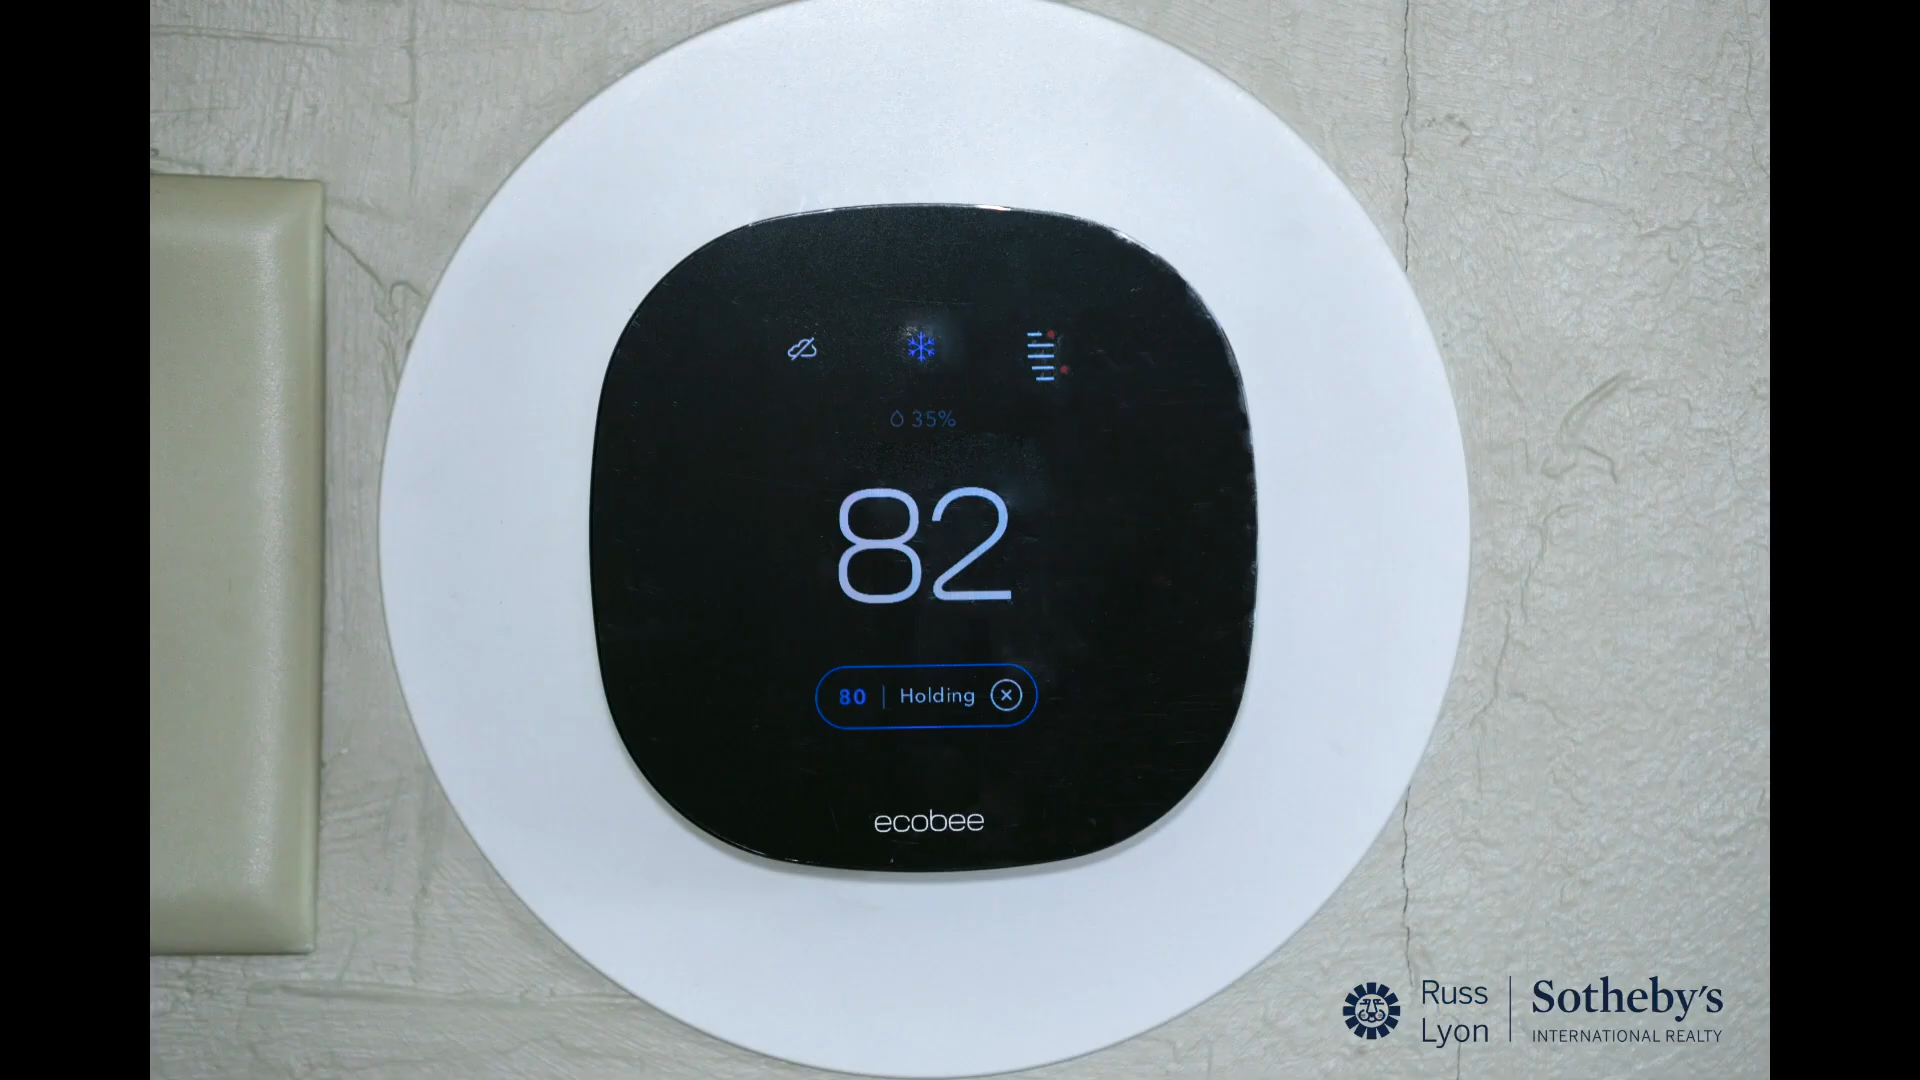 35%
82
80 | Holding
ecobee
Russ Lyon
Sotheby's
INTERNATIONAL REALTY